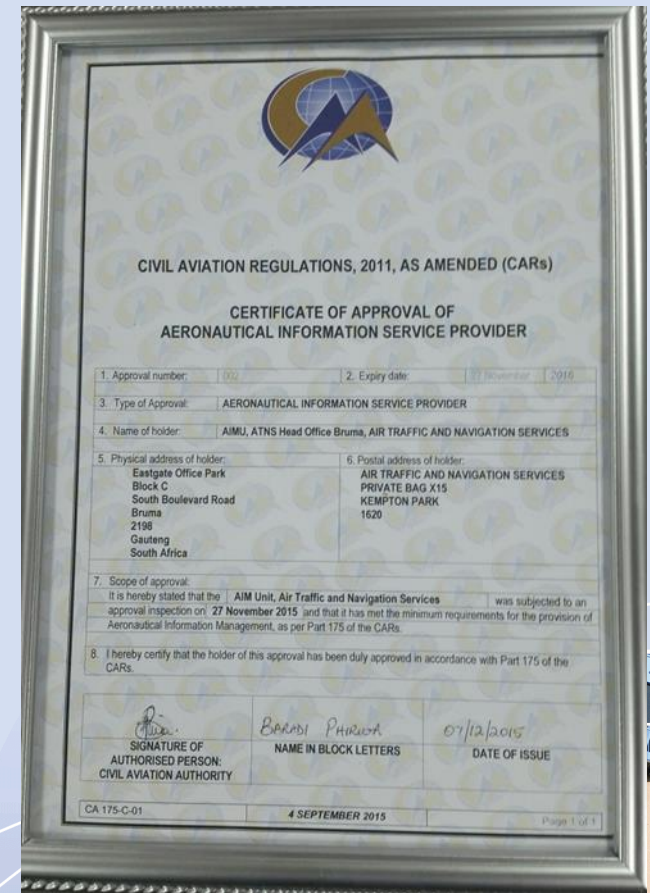 CIVIL AVIATION REGULATIONS, 2011, AS AMENDED (CARs)
CERTIFICATE OF APPROVAL OF
AERONAUTICAL INFORMATION SERVICE PROVIDER
1. Approval number: 002 2. Expiry date: November 2016
3. Type of Approval: AERONAUTICAL INFORMATION SERVICE PROVIDER
4. Name of holder: AIMU, ATNS Head Office Bruma, AIR TRAFFIC AND NAVIGATION SERVICES
5. Physical address of holder:
Eastgate Office Park
Block C
South Boulevard Road
Bruma
2198
Gauteng
South Africa
6. Postal address of holder:
AIR TRAFFIC AND NAVIGATION SERVICES
PRIVATE BAG X15
KEMPTON PARK
1620
7. Scope of approval:
It is hereby stated that the AIM Unit, Air Traffic and Navigation Services was subjected to an
approval inspection on 27 November 2015 and that it has met the minimum requirements for the provision of
Aeronautical Information Management, as per Part 175 of the CARs.
8. I hereby certify that the holder of this approval has been duly approved in accordance with Part 175 of the
CARs.
SIGNATURE OF
AUTHORISED PERSON:
CIVIL AVIATION AUTHORITY
BARADI
NAME IN BLOCK LETTERS
/12/2015
DATE OF ISSUE
CA 175-C-01 4 SEPTEMBER 2015 Page 1 of 1